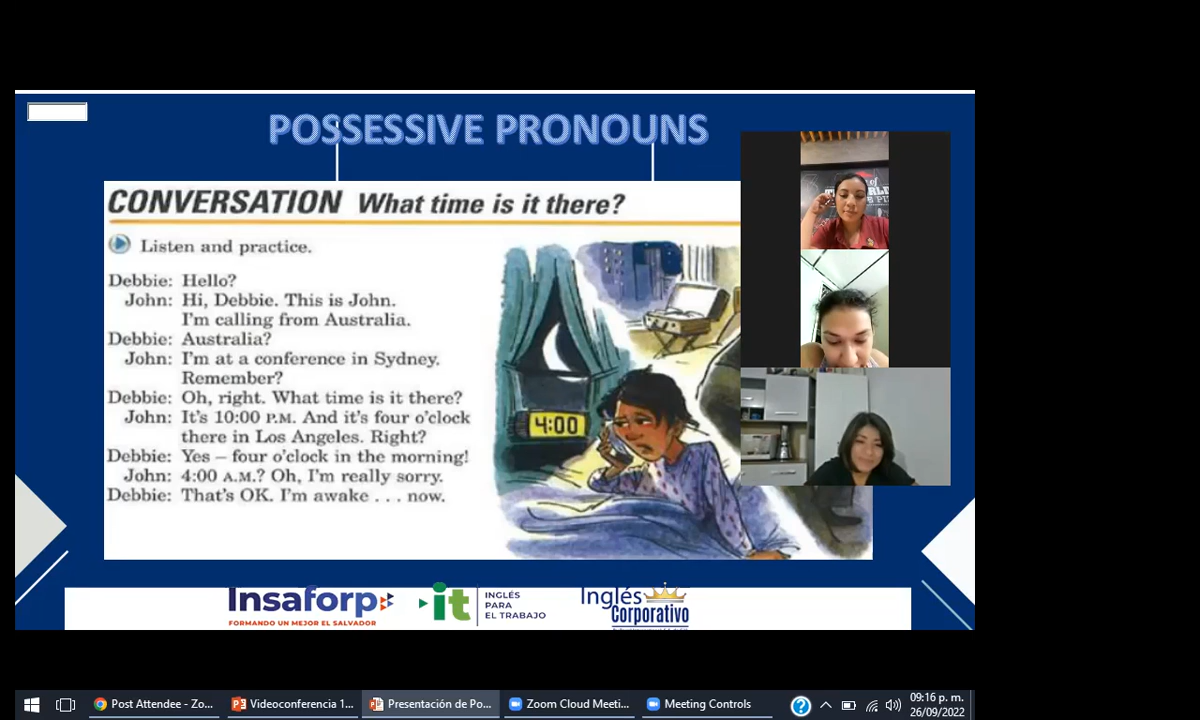 POSSESSIVE PRONOUNS
CONVERSATION What time is it there?
Listen and practice.
Debbie: Hello?
John: Hi, Debbie. This is John.
I'm calling from Australia.
Debbie: Australia?
John: I'm at a conference in Sydney.
Remember?
Debbie: Oh, right. What time is it there?
John: It's 10:00 P.M. And it's four o'clock
there in Los Angeles. Right?
Debbie: Yes – four o'clock in the morning!
John: 4:00 A.M.? Oh, I'm really sorry.
Debbie: That's OK. I'm awake . . . now.
4:00
Insaforp
FORMANDO UN MEJOR EL SALVADOR
it
INGLÉS
PARA
EL TRABAJO
Inglés
Corporativo
Post Attendee - Zo...
Videoconferencia 1...
Presentación de Po...
Zoom Cloud Meeti...
Meeting Controls
09:16 p. m.
26/09/2022